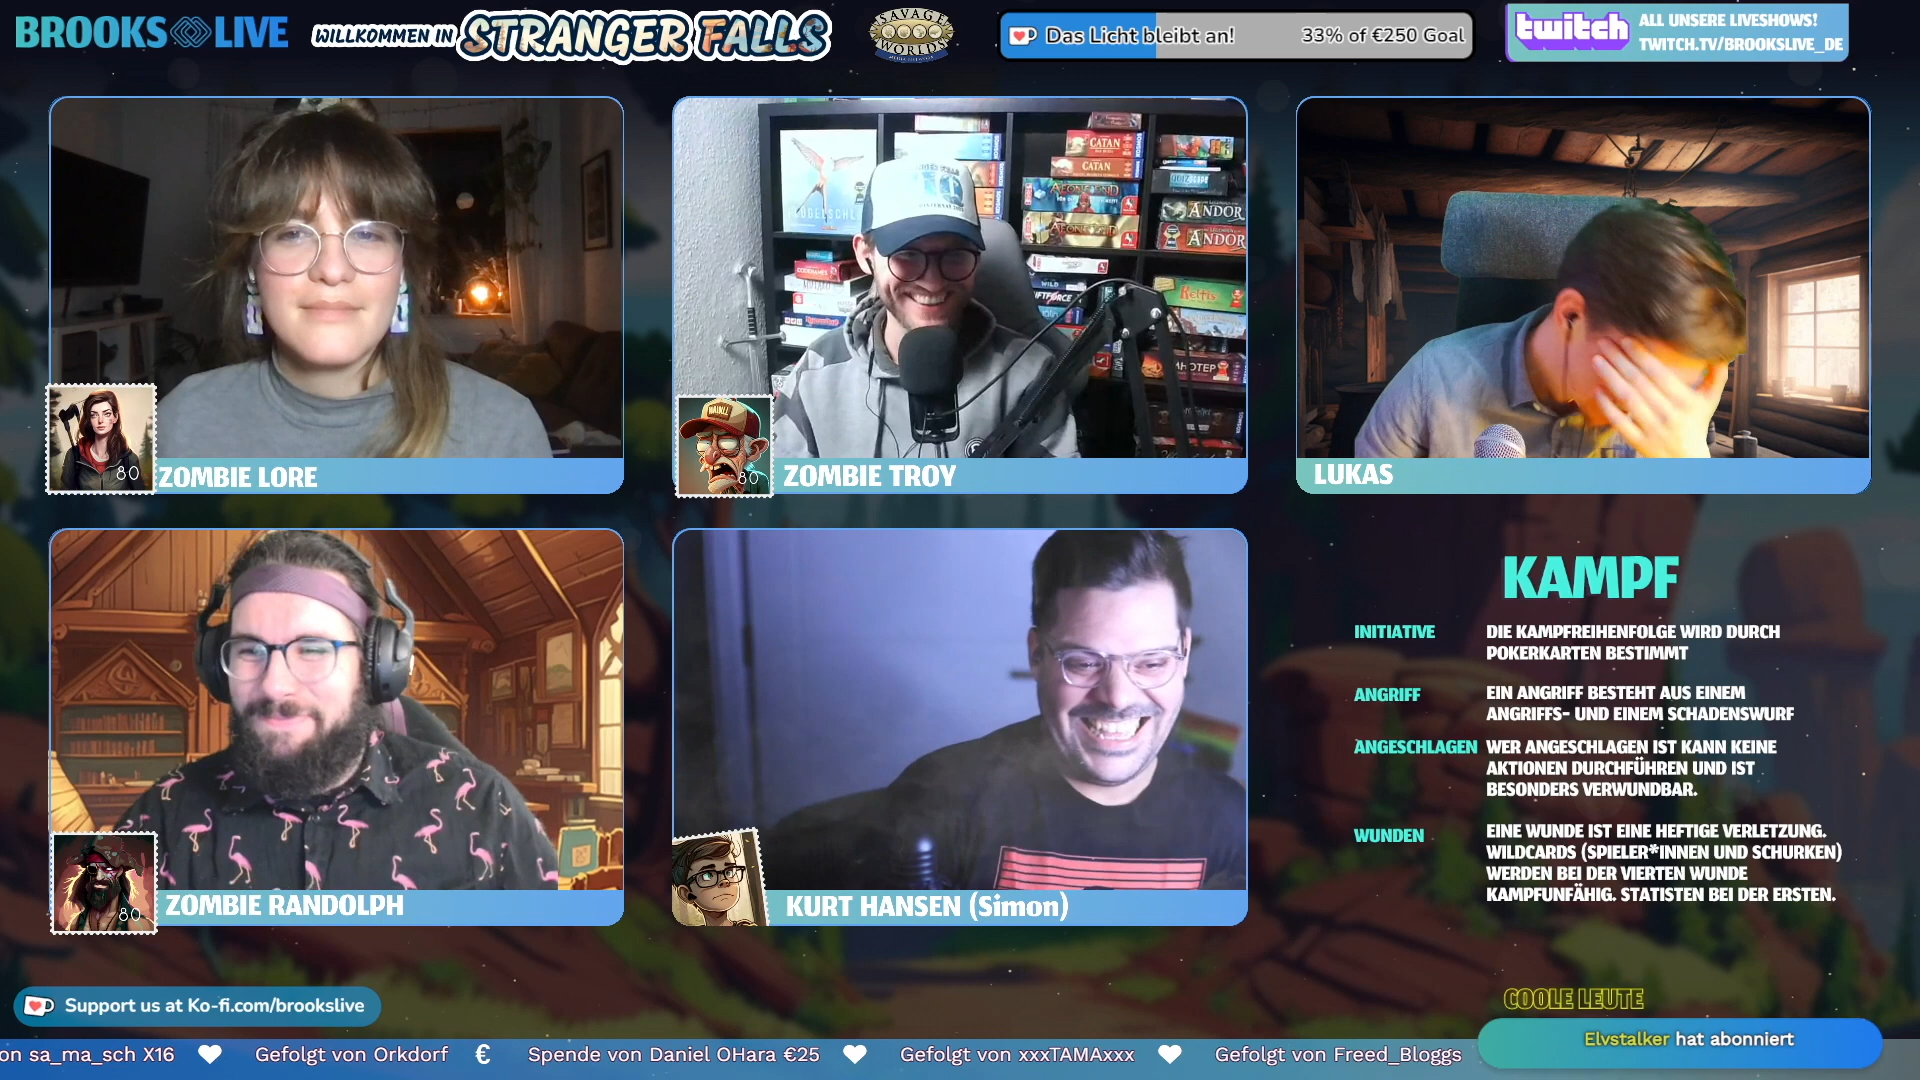 BROOKS LIVE
WILLKOMMEN IN STRANGER FALLS
SAVAGE WORLDS
Das Licht bleibt an! 33% of €250 Goal
twitch
ALL UNSERE LIVESHOWS!
TWITCH.TV/BROOKSLIVE_DE
CATAN
CATAN
ANDOR
ANDOR
CODENAMES
WILD
RIFTFORCE
Keltis
80
ZOMBIE LORE
80
ZOMBIE TROY
LUKAS
80
ZOMBIE RANDOLPH
KURT HANSEN (Simon)
KAMPF
INITIATIVE DIE KAMPFREIHENFOLGE WIRD DURCH
POKERKARTEN BESTIMMT
ANGRIFF EIN ANGRIFF BESTEHT AUS EINEM
ANGRIFFS- UND EINEM SCHADENSWURF
ANGESCHLAGEN WER ANGESCHLAGEN IST KANN KEINE
AKTIONEN DURCHFÜHREN UND IST
BESONDERS VERWUNDBAR.
WUNDEN EINE WUNDE IST EINE HEFTIGE VERLETZUNG.
WILDCARDS (SPIELER*INNEN UND SCHURKEN)
WERDEN BEI DER VIERTEN WUNDE
KAMPFUNFÄHIG. STATISTEN BEI DER ERSTEN.
Support us at Ko-fi.com/brookslive
COOLE LEUTE
Elvstalker hat abonniert
on sa_ma_sch X16 Gefolgt von Orkdorf € Spende von Daniel OHara €25 Gefolgt von xxxTAMAxxx Gefolgt von Freed_Bloggs